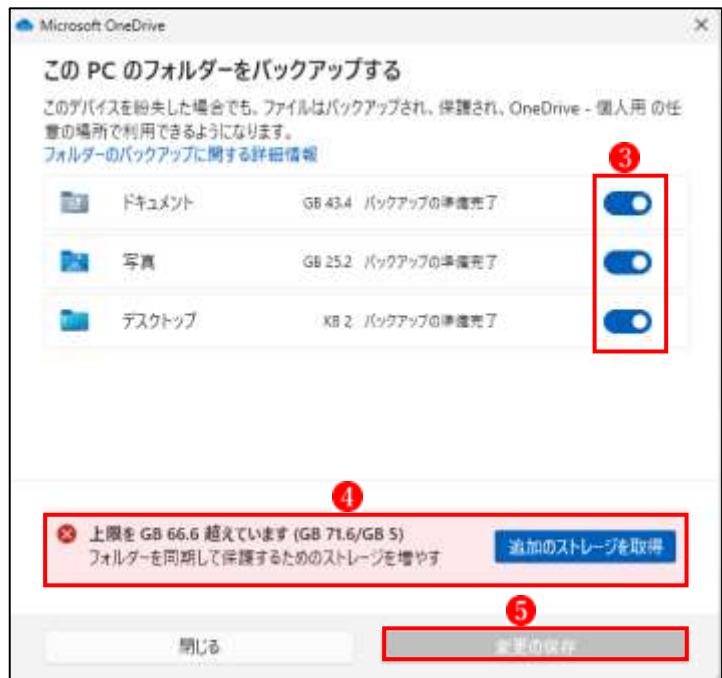 Microsoft OneDrive
この PC のフォルダーをバックアップする
このデバイスを紛失した場合でも、ファイルはバックアップされ、保護され、OneDrive - 個人用 の任
意の場所で利用できるようになります。
フォルダーのバックアップに関する詳細情報
3
ドキュメント GB 43.4 バックアップの準備完了
写真 GB 25.2 バックアップの準備完了
デスクトップ KB 2 バックアップの準備完了
4
上限を GB 66.6 超えています (GB 71.6/GB 5)
フォルダーを同期して保護するためのストレージを増やす
追加のストレージを取得
5
閉じる 変更の保存